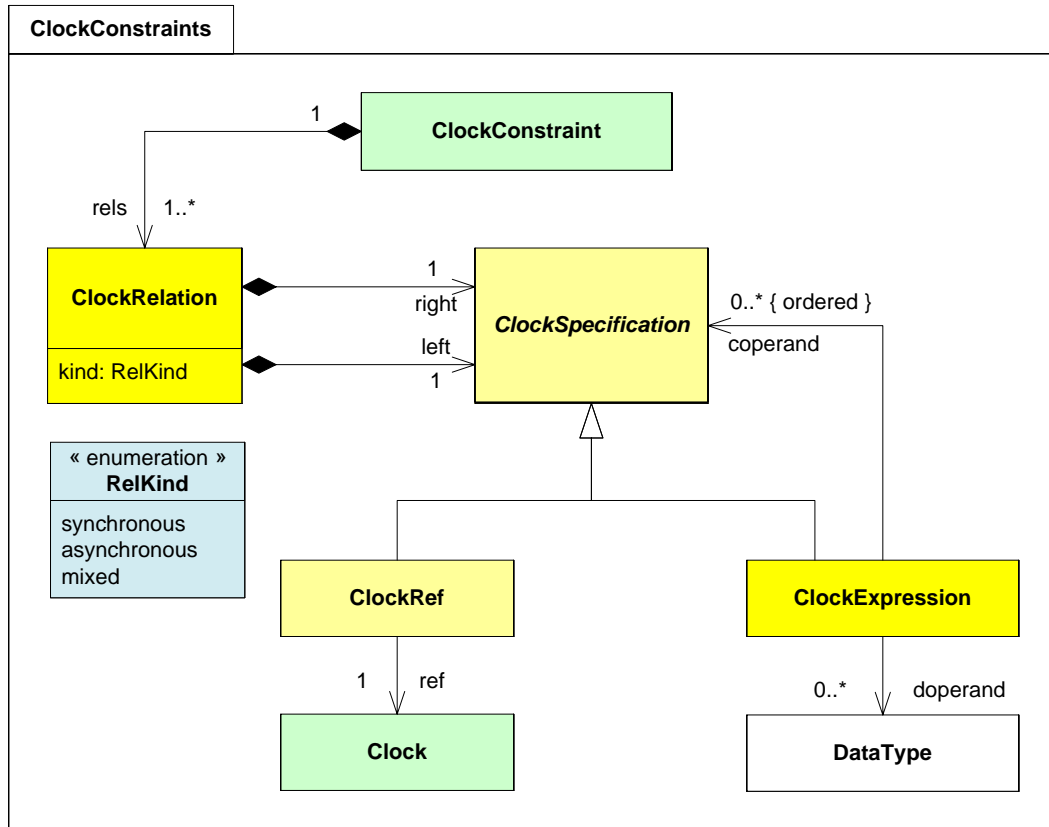 ClockConstraints
1
ClockConstraint
rels 1..*
ClockRelation
kind: RelKind
1
right
left
1
ClockSpecification
0..* { ordered }
coperand
« enumeration »
RelKind
synchronous
asynchronous
mixed
ClockRef
ClockExpression
1 ref
0..* doperand
Clock
DataType